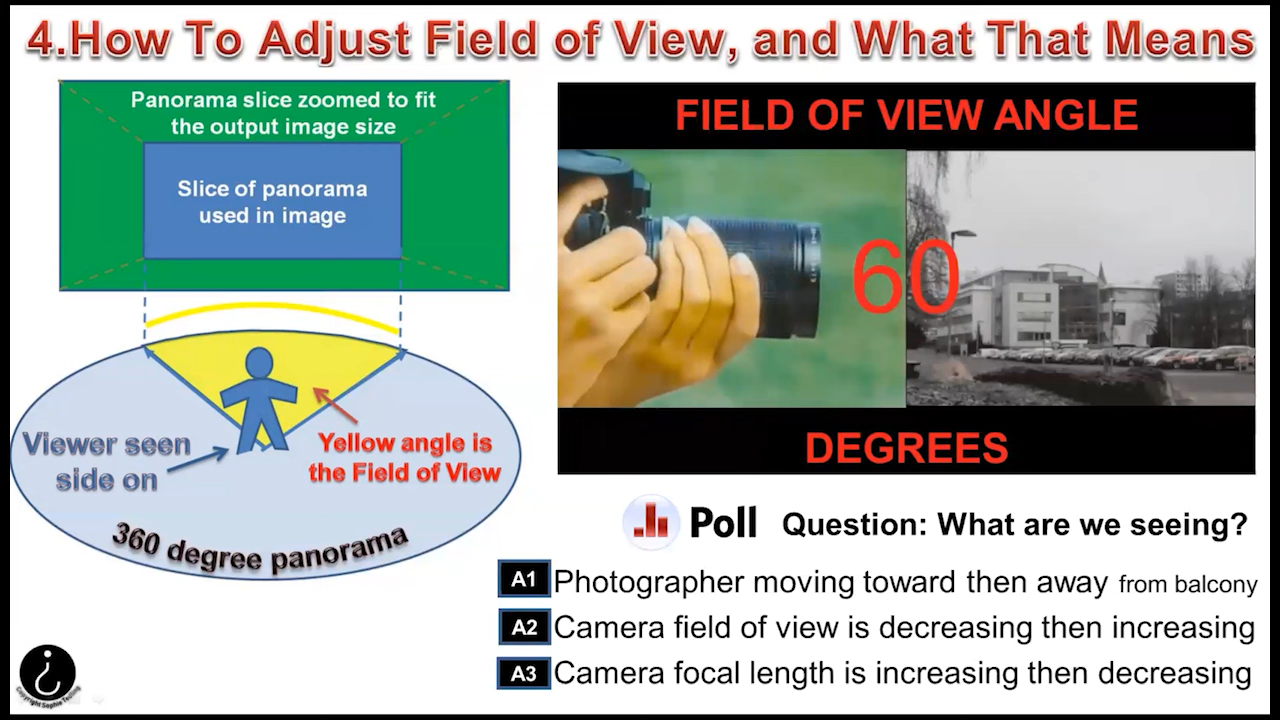 4.How To Adjust Field of View, and What That Means
Panorama slice zoomed to fit
the output image size
Slice of panorama
used in image
Viewer seen
side on
Yellow angle is
the Field of View
360 degree panorama
FIELD OF VIEW ANGLE
60
DEGREES
Poll
Question: What are we seeing?
A1 Photographer moving toward then away from balcony
A2 Camera field of view is decreasing then increasing
A3 Camera focal length is increasing then decreasing